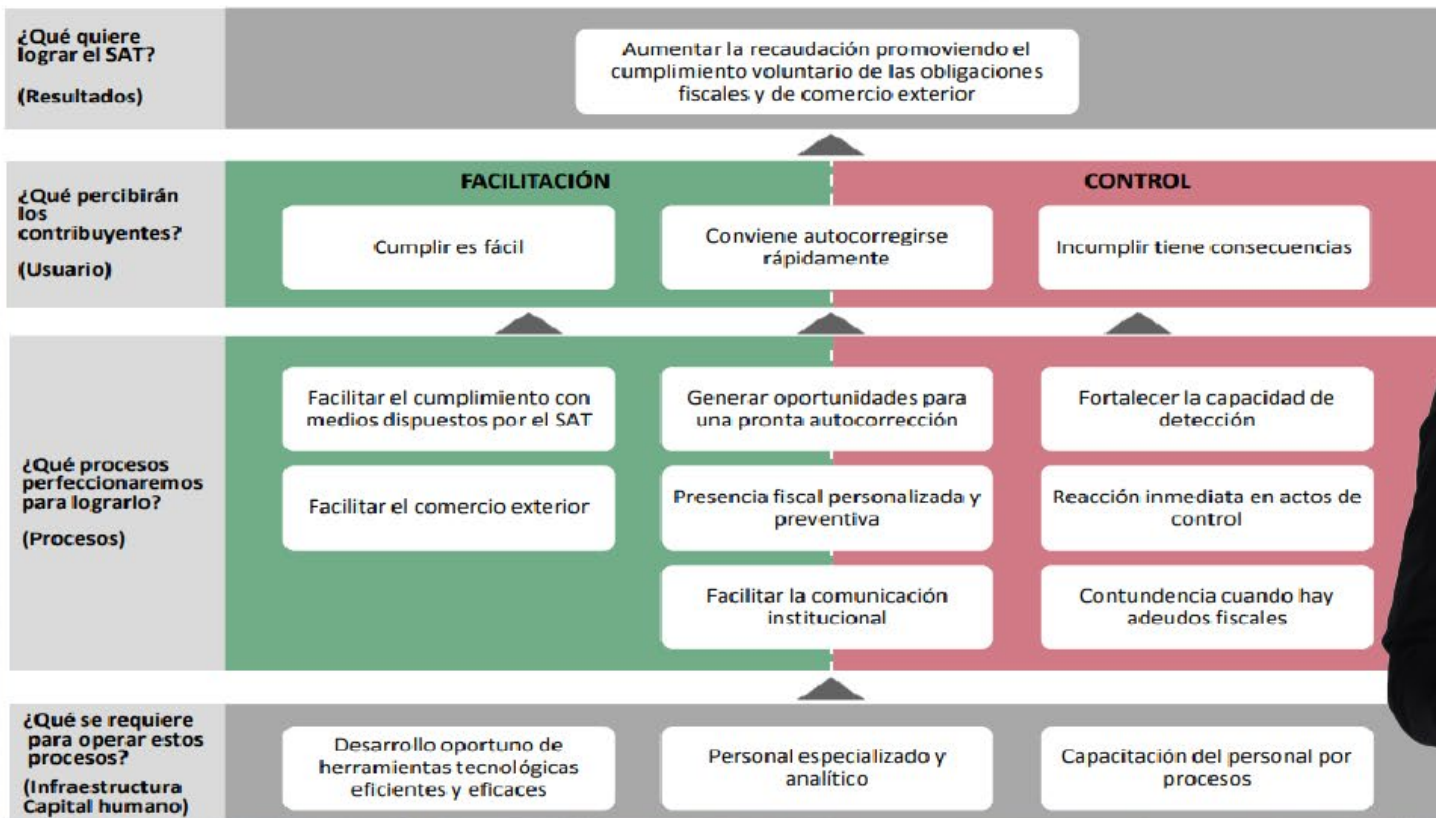 ¿Qué quiere
lograr el SAT?
(Resultados)
Aumentar la recaudación promoviendo el
cumplimiento voluntario de las obligaciones
fiscales y de comercio exterior
¿Qué percibirán
los
contribuyentes?
(Usuario)
FACILITACIÓN
CONTROL
Cumplir es fácil
Conviene autocorregirse
rápidamente
Incumplir tiene consecuencias
¿Qué procesos
perfeccionaremos
para lograrlo?
(Procesos)
Facilitar el cumplimiento con
medios dispuestos por el SAT
Generar oportunidades para
una pronta autocorrección
Fortalecer la capacidad de
detección
Facilitar el comercio exterior
Presencia fiscal personalizada y
preventiva
Reacción inmediata en actos de
control
Facilitar la comunicación
institucional
Contundencia cuando hay
adeudos fiscales
¿Qué se requiere
para operar estos
procesos?
(Infraestructura
Capital humano)
Desarrollo oportuno de
herramientas tecnológicas
eficientes y eficaces
Personal especializado y
analítico
Capacitación del personal por
procesos